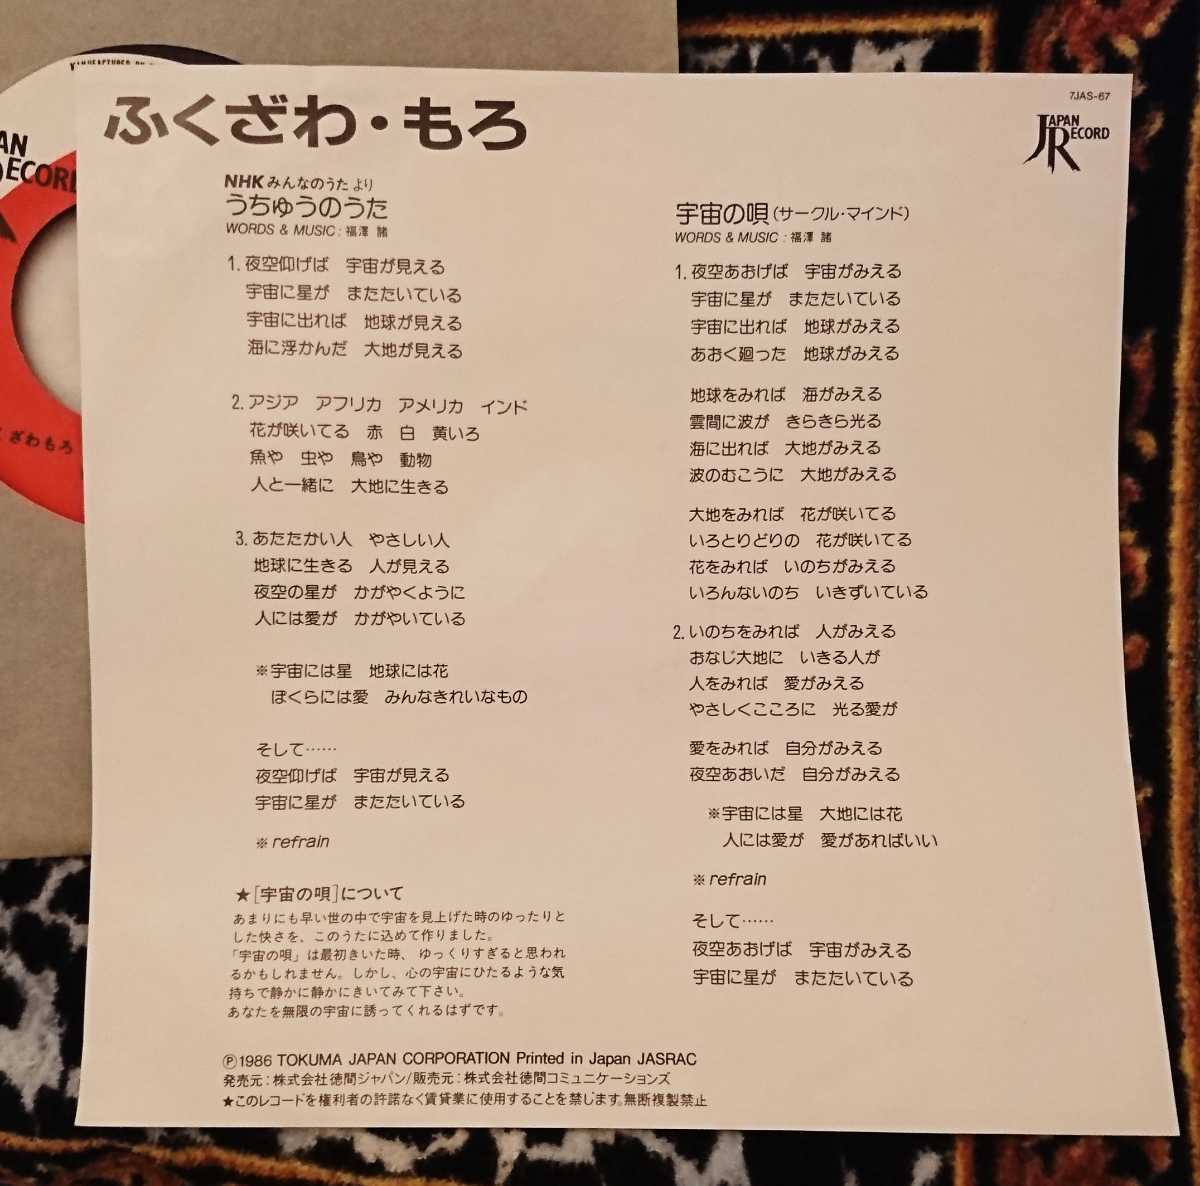 MANUFACTURED BY
PAN
RECORD
くざわもろ
ふくざわ・もろ
7JAS-67
JAPAN
RECORD
NHKみんなのうた より
うちゅうのうた
WORDS & MUSIC : 福澤 諸
1. 夜空仰げば 宇宙が見える
宇宙に星が またたいている
宇宙に出れば 地球が見える
海に浮かんだ 大地が見える
2. アジア アフリカ アメリカ インド
花が咲いてる 赤 白 黄いろ
魚や 虫や 鳥や 動物
人と一緒に 大地に生きる
3. あたたかい人 やさしい人
地球に生きる 人が見える
夜空の星が かがやくように
人には愛が かがやいている
※宇宙には星 地球には花
ぼくらには愛 みんなきれいなもの
そして……
夜空仰げば 宇宙が見える
宇宙に星が またたいている
※refrain
★[宇宙の唄]について
あまりにも早い世の中で宇宙を見上げた時のゆったりと
した快さを、このうたに込めて作りました。
「宇宙の唄」は最初きいた時、ゆっくりすぎると思われ
るかもしれません。しかし、心の宇宙にひたるような気
持ちで静かに静かにきいてみて下さい。
あなたを無限の宇宙に誘ってくれるはずです。
宇宙の唄(サークル・マインド)
WORDS & MUSIC : 福澤 諸
1. 夜空あおげば 宇宙がみえる
宇宙に星が またたいている
宇宙に出れば 地球がみえる
あおく廻った 地球がみえる
地球をみれば 海がみえる
雲間に波が きらきら光る
海に出れば 大地がみえる
波のむこうに 大地がみえる
大地をみれば 花が咲いてる
いろとりどりの 花が咲いてる
花をみれば いのちがみえる
いろんないのち いきずいている
2. いのちをみれば 人がみえる
おなじ大地に いきる人が
人をみれば 愛がみえる
やさしくこころに 光る愛が
愛をみれば 自分がみえる
夜空あおいだ 自分がみえる
※宇宙には星 大地には花
人には愛が 愛があればいい
※refrain
そして……
夜空あおげば 宇宙がみえる
宇宙に星が またたいている
Ⓟ1986 TOKUMA JAPAN CORPORATION Printed in Japan JASRAC
発売元:株式会社徳間ジャパン/販売元:株式会社徳間コミュニケーションズ
★このレコードを権利者の許諾なく賃貸業に使用することを禁じます。無断複製禁止